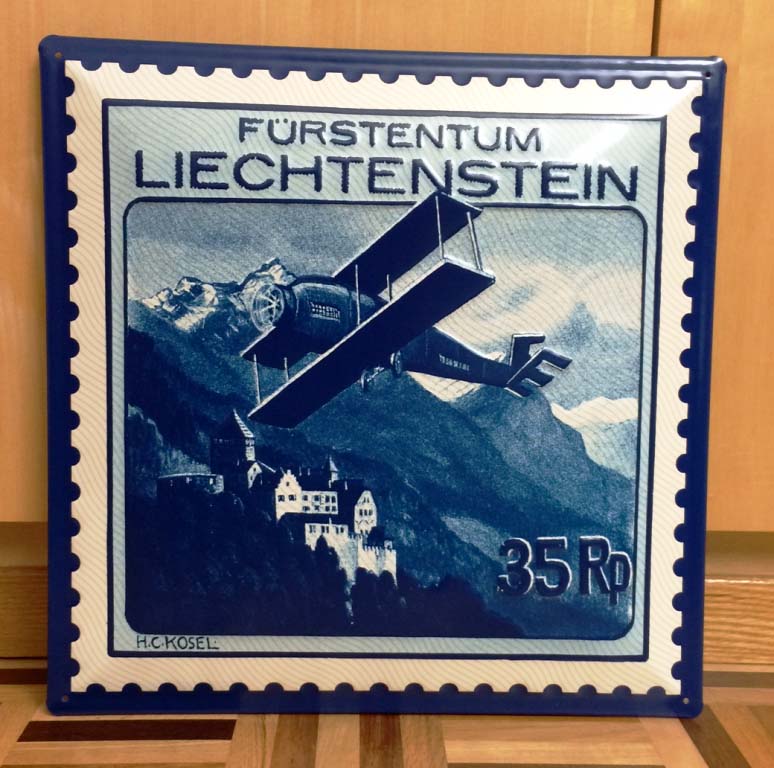 FÜRSTENTUM
LIECHTENSTEIN
35 Rp
H.C.KOSEL